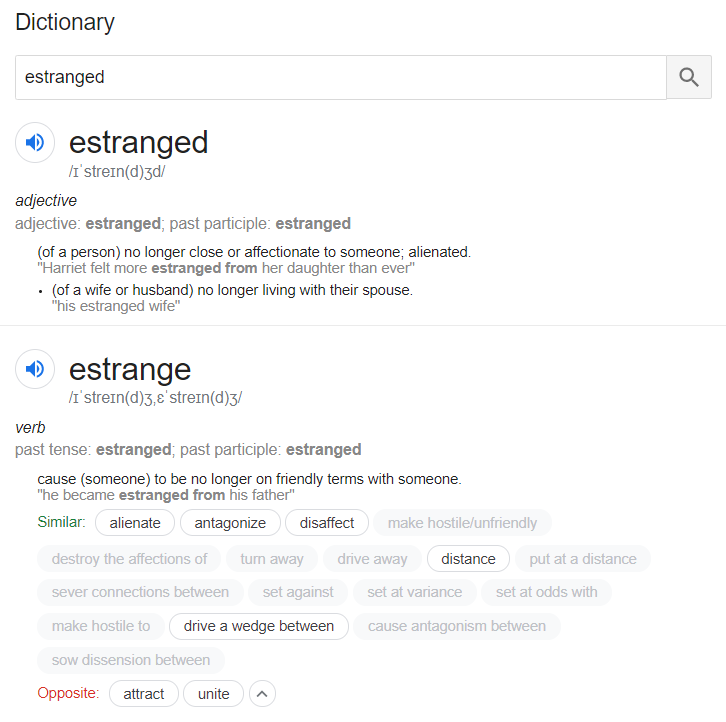 Dictionary
estranged
estranged
/ɪˈstreɪn(d)ʒd/
adjective
adjective: estranged; past participle: estranged
(of a person) no longer close or affectionate to someone; alienated.
"Harriet felt more estranged from her daughter than ever"
• (of a wife or husband) no longer living with their spouse.
"his estranged wife"
estrange
/ɪˈstreɪn(d)ʒ,ɛˈstreɪn(d)ʒ/
verb
past tense: estranged; past participle: estranged
cause (someone) to be no longer on friendly terms with someone.
"he became estranged from his father"
Similar: alienate antagonize disaffect make hostile/unfriendly
destroy the affections of turn away drive away distance put at a distance
sever connections between set against set at variance set at odds with
make hostile to drive a wedge between cause antagonism between
sow dissension between
Opposite: attract unite